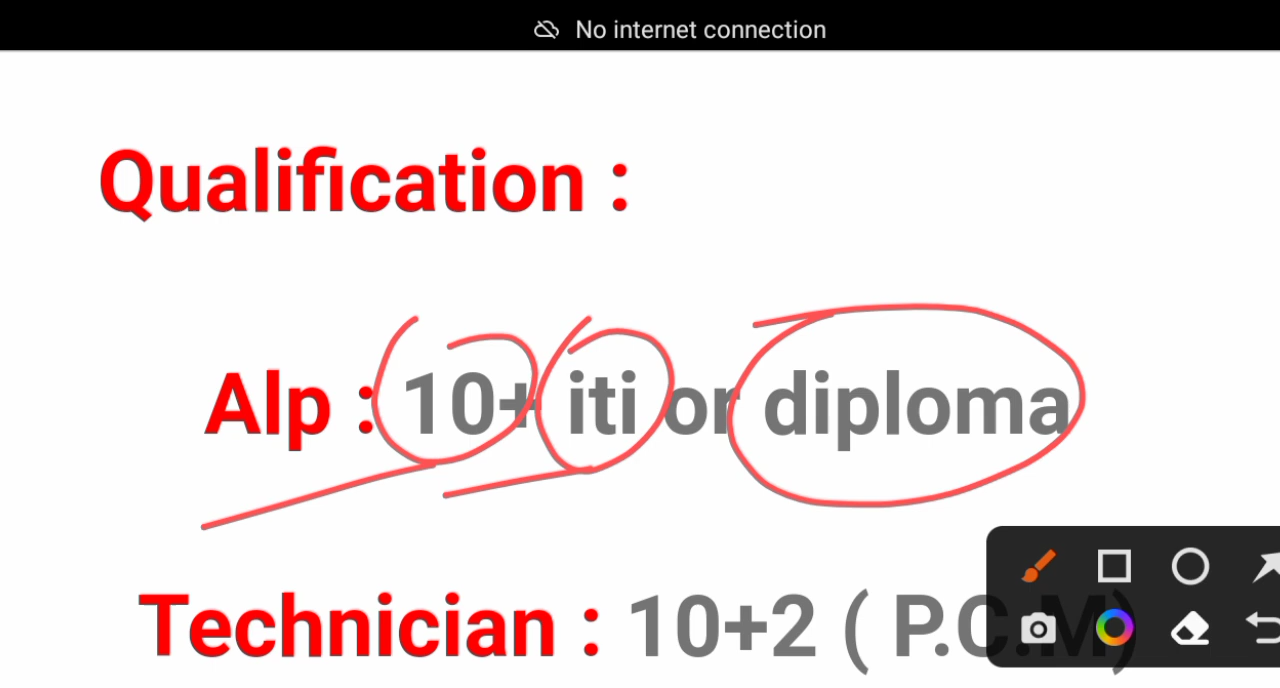 No internet connection
Qualification :
Alp : 10+ iti or diploma
Technician : 10+2 ( P.C.M)